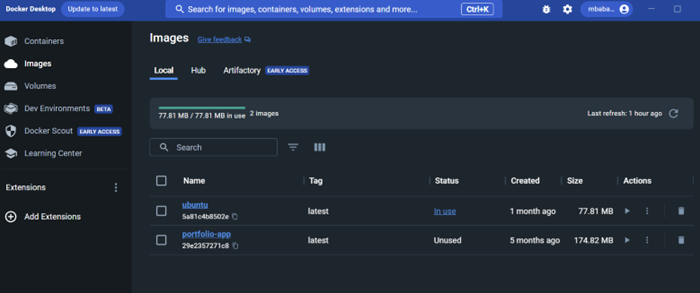 Docker Desktop Update to latest Search for images, containers, volumes, extensions and more... Ctrl+K mbaba...
Containers
Images
Volumes
Dev Environments BETA
Docker Scout EARLY ACCESS
Learning Center
Extensions
Add Extensions
Images Give feedback
Local Hub Artifactory EARLY ACCESS
77.81 MB / 77.81 MB in use 2 images Last refresh: 1 hour ago
Search
Name Tag Status Created Size Actions
ubuntu latest In use 1 month ago 77.81 MB
5a81c4b8502e
portfolio-app latest Unused 5 months ago 174.82 MB
29e2357271c8